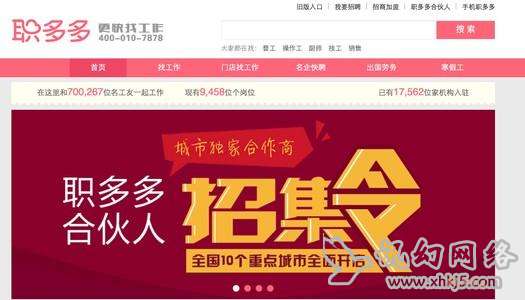 旧版入口 | 我要招聘 | 招商加盟 | 职多多合伙人 | 手机职多多
职多多 更快找工作
400-010-7878
搜 索
大家都在找: 普工 操作工 厨师 技工 销售
首页 找工作 门店找工作 名企快聘 出国劳务 寒假工
在这里和700,267位名工友一起工作 现有9,458位个岗位 已有17,562位家机构入驻
城市独家合作商
职多多
合伙人
招集令
全国10个重点城市全面开启
网络
www.xhkj5.com